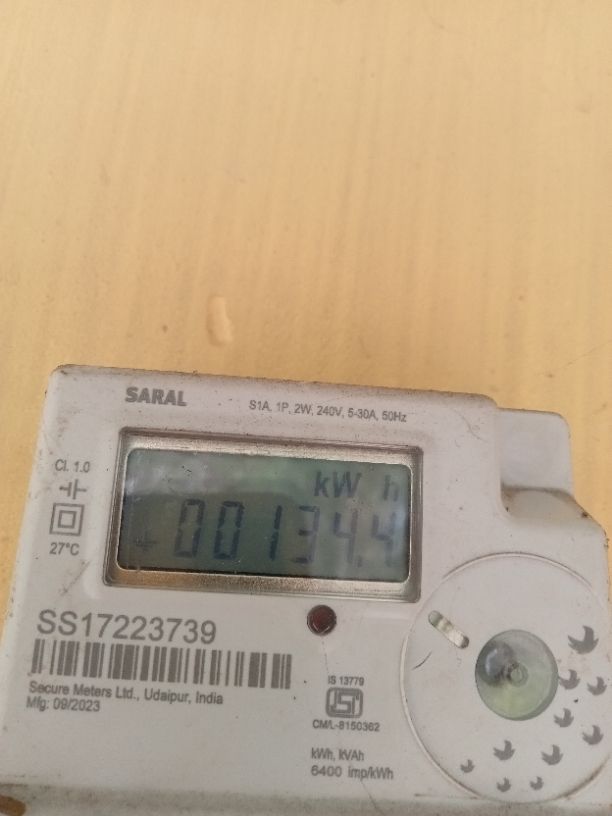 SARAL
S1A, 1P, 2W, 240V, 5-30A, 50Hz
Cl. 1.0
kW h
00134.4
27°C
SS17223739
Secure Meters Ltd., Udaipur, India
Mfg: 09/2023
IS 13779
CM/L-8150362
kWh, kVAh
6400 imp/kWh